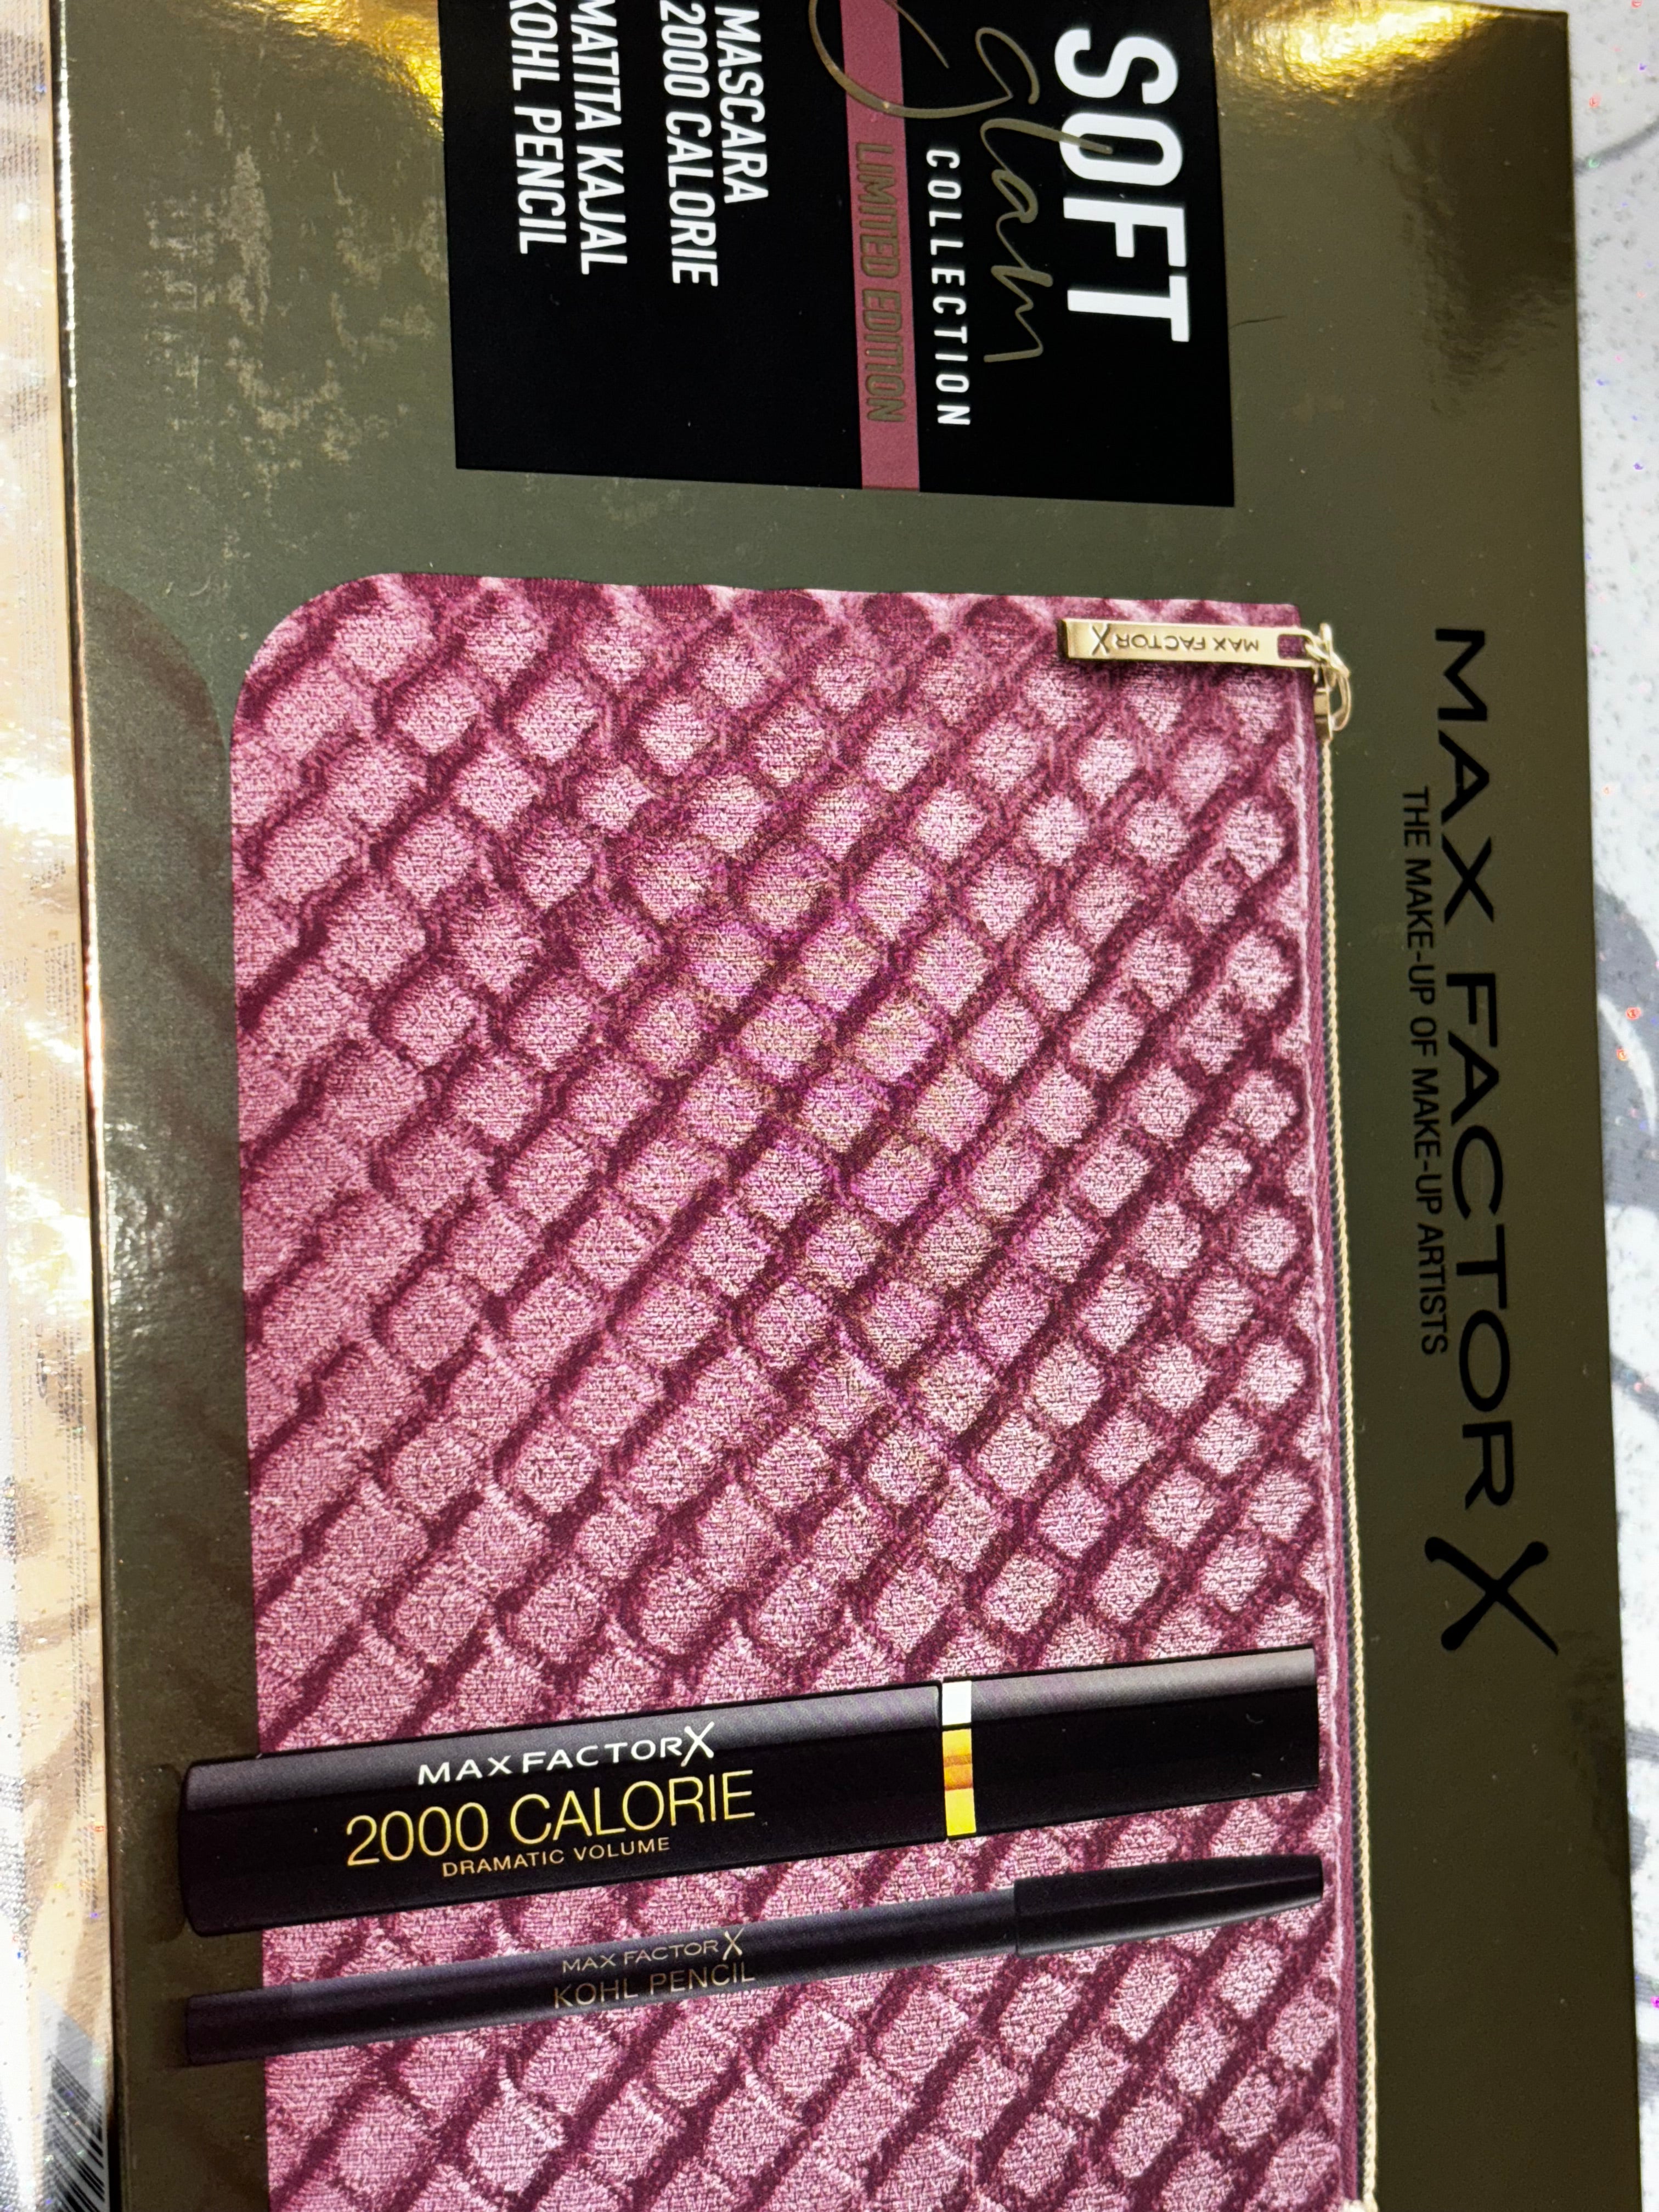 MAX FACTOR X
THE MAKE-UP OF MAKE-UP ARTISTS
SOFT
Glam
COLLECTION
LIMITED EDITION
MASCARA
2000 CALORIE
MATITA KAJAL
KOHL PENCIL
MAX FACTOR X
MAX FACTOR X
2000 CALORIE
DRAMATIC VOLUME
MAX FACTOR X
KOHL PENCIL